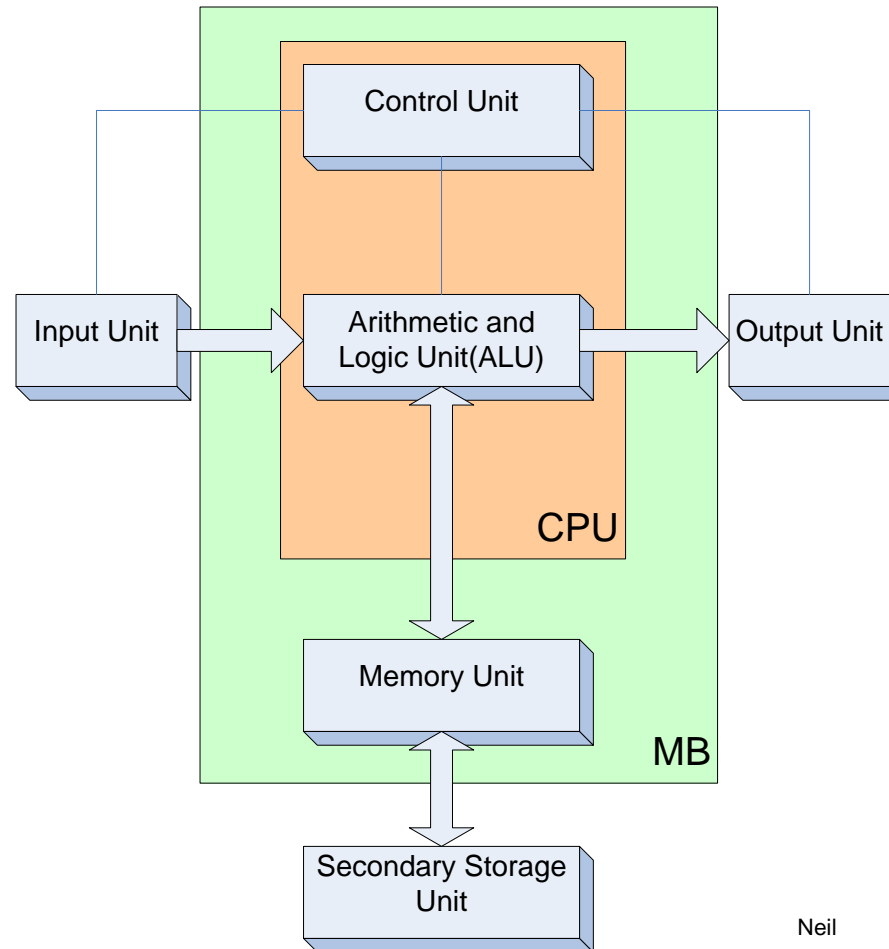 Control Unit
Input Unit
Arithmetic and
Logic Unit(ALU)
Output Unit
CPU
Memory Unit
MB
Secondary Storage
Unit
Neil